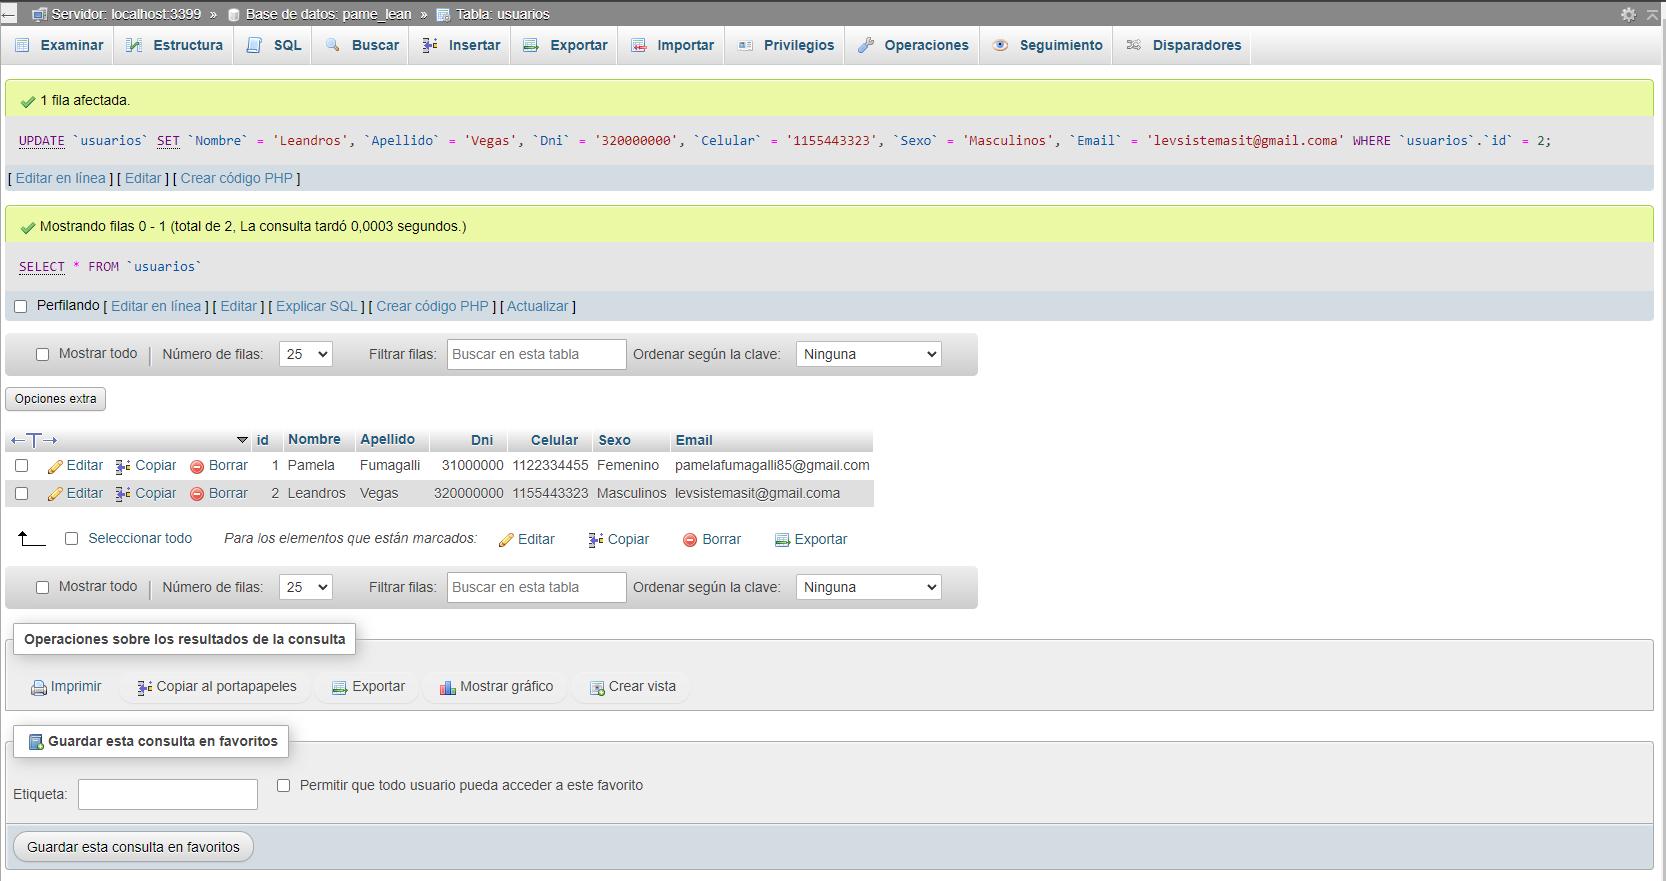 Servidor: localhost:3399 » Base de datos: pame_lean » Tabla: usuarios
Examinar Estructura SQL Buscar Insertar Exportar Importar Privilegios Operaciones Seguimiento Disparadores
1 fila afectada.
UPDATE `usuarios` SET `Nombre` = 'Leandros', `Apellido` = 'Vegas', `Dni` = '320000000', `Celular` = '1155443323', `Sexo` = 'Masculinos', `Email` = 'levsistemasit@gmail.coma' WHERE `usuarios`.`id` = 2;
[ Editar en línea ] [ Editar ] [ Crear código PHP ]
Mostrando filas 0 - 1 (total de 2, La consulta tardó 0,0003 segundos.)
SELECT * FROM `usuarios`
Perfilando [ Editar en línea ] [ Editar ] [ Explicar SQL ] [ Crear código PHP ] [ Actualizar ]
Mostrar todo | Número de filas: 25 Filtrar filas: Buscar en esta tabla Ordenar según la clave: Ninguna
Opciones extra
←T→ id Nombre Apellido Dni Celular Sexo Email
Editar Copiar Borrar 1 Pamela Fumagalli 31000000 1122334455 Femenino pamelafumagalli85@gmail.com
Editar Copiar Borrar 2 Leandros Vegas 320000000 1155443323 Masculinos levsistemasit@gmail.coma
Seleccionar todo Para los elementos que están marcados: Editar Copiar Borrar Exportar
Mostrar todo | Número de filas: 25 Filtrar filas: Buscar en esta tabla Ordenar según la clave: Ninguna
Operaciones sobre los resultados de la consulta
Imprimir Copiar al portapapeles Exportar Mostrar gráfico Crear vista
Guardar esta consulta en favoritos
Etiqueta: Permitir que todo usuario pueda acceder a este favorito
Guardar esta consulta en favoritos